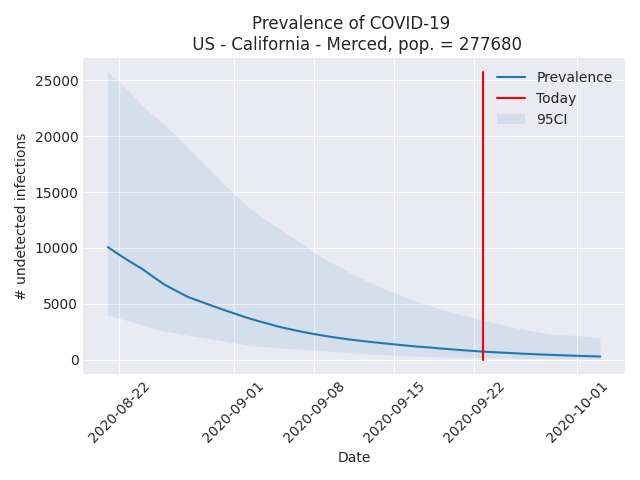 Prevalence of COVID-19
US - California - Merced, pop. = 277680
Prevalence
Today
95CI
25000
20000
15000
10000
5000
0
# undetected infections
2020-08-22
2020-09-01
2020-09-08
2020-09-15
2020-09-22
2020-10-01
Date